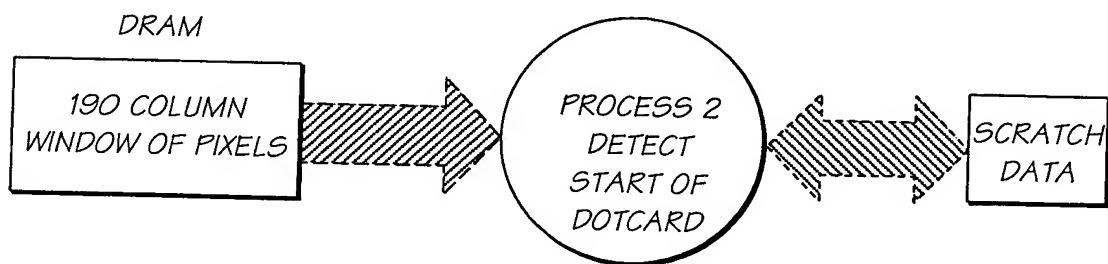 DRAM
190 COLUMN
WINDOW OF PIXELS
PROCESS 2
DETECT
START OF
DOTCARD
SCRATCH
DATA